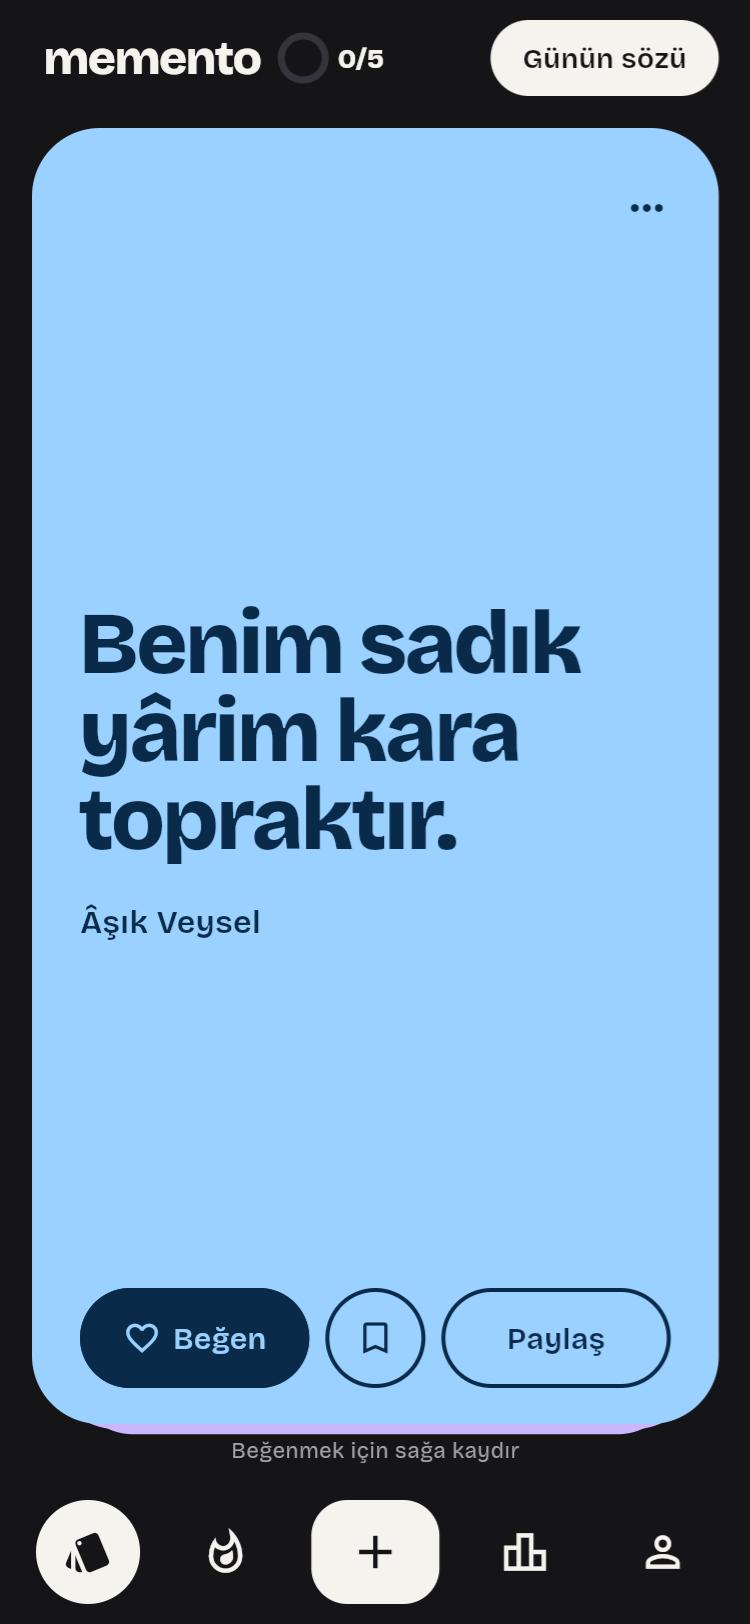 memento 0/5 Günün sözü
Benim sadık
yârim kara
topraktır.
Âşık Veysel
Beğen Paylaş
Beğenmek için sağa kaydır